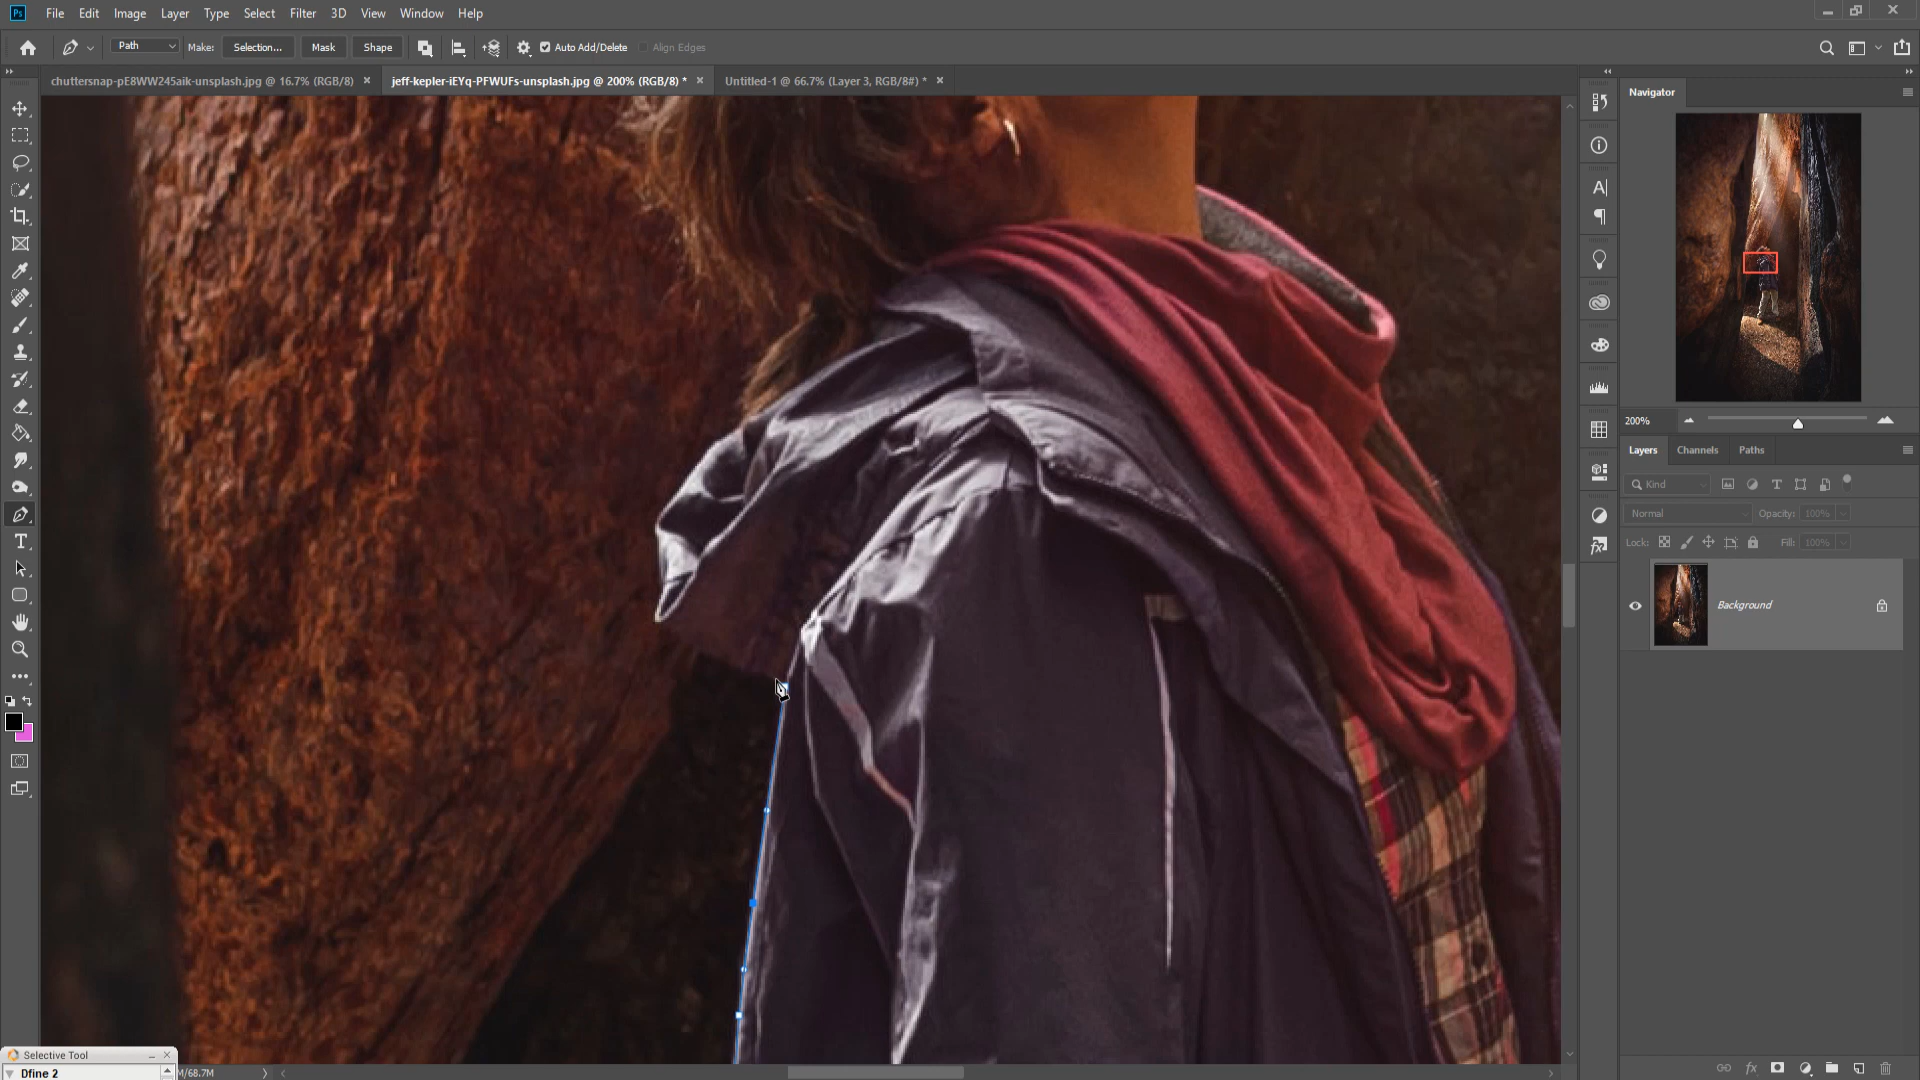 Ps File Edit Image Layer Type Select Filter 3D View Window Help
Path Make: Selection... Mask Shape Auto Add/Delete Align Edges
chuttersnap-pE8WW245aik-unsplash.jpg @ 16.7% (RGB/8) × jeff-kepler-iEYq-PFWUFs-unsplash.jpg @ 200% (RGB/8) * × Untitled-1 @ 66.7% (Layer 3, RGB/8#) * ×
Navigator
200%
Layers Channels Paths
Kind
Normal Opacity: 100%
Lock: Fill: 100%
Background
Selective Tool
Dfine 2
M/68.7M